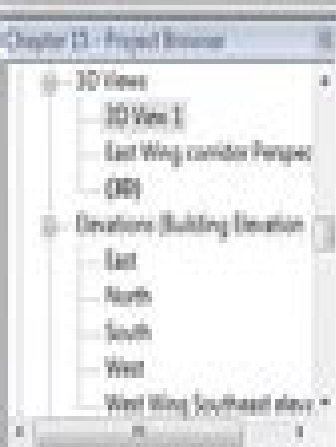 Chapter 15 - Project Browser
3D Views
3D View 1
East Wing corridor Perspec
{3D}
Elevations (Building Elevation
East
North
South
West
West Wing Southeast elev